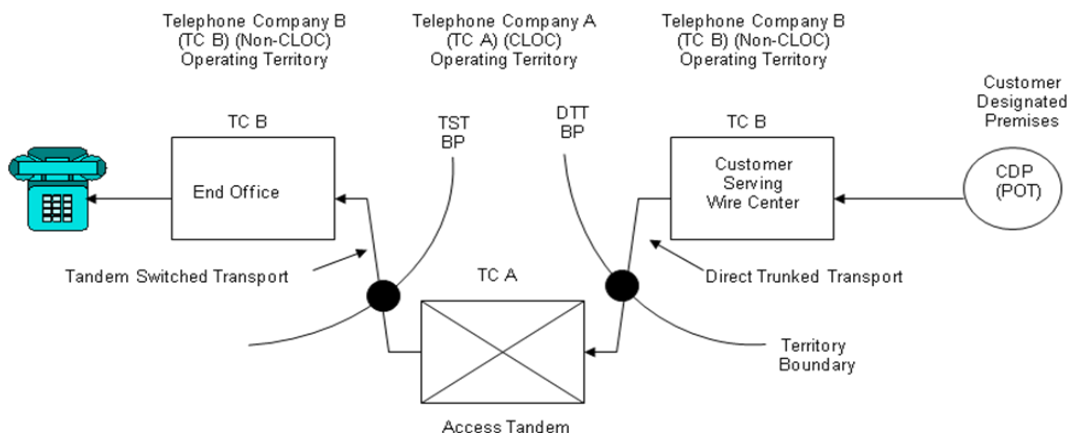 Telephone Company B
(TC B) (Non-CLOC)
Operating Territory
Telephone Company A
(TC A) (CLOC)
Operating Territory
Telephone Company B
(TC B) (Non-CLOC)
Operating Territory
Customer
Designated
Premises
TC B
TST
BP
DTT
BP
TC B
End Office
Customer
Serving
Wire Center
CDP
(POT)
Tandem Switched Transport
TC A
Direct Trunked Transport
Territory
Boundary
Access Tandem